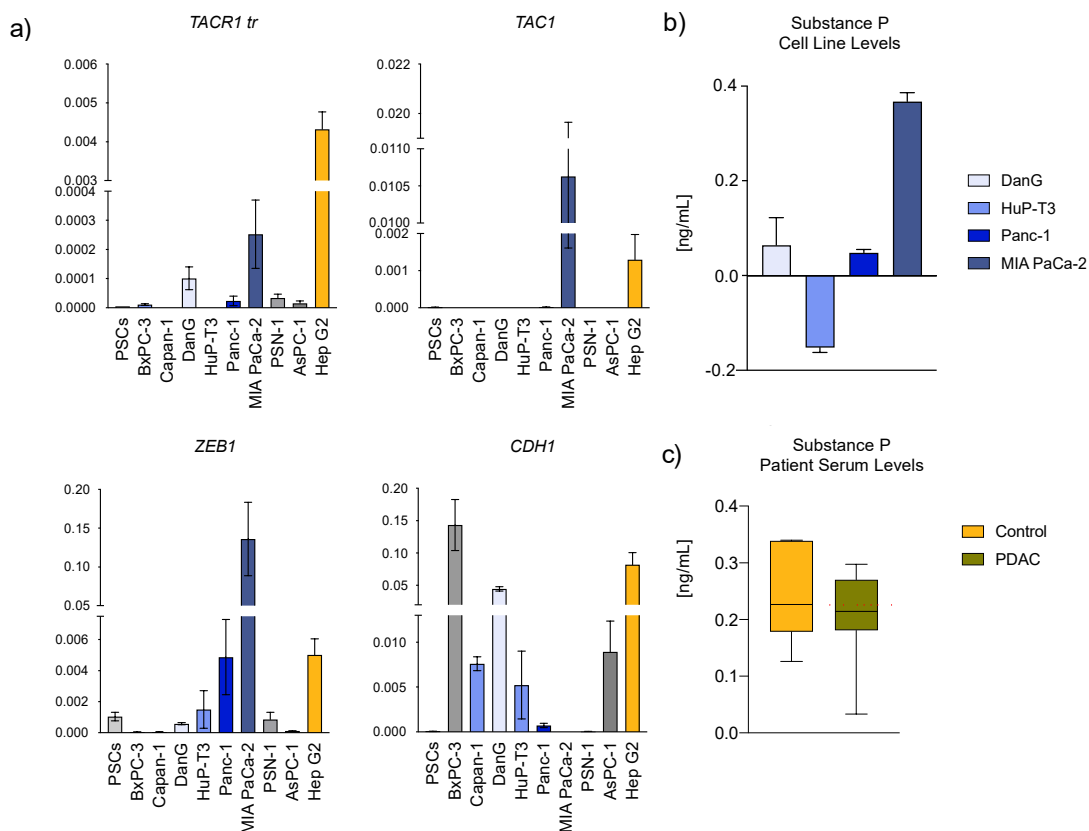 a)
TACR1 tr
0.006
0.005
0.004
0.003
0.0004
0.0003
0.0002
0.0001
0.0000
PSCs
BxPC-3
Capan-1
DanG
HuP-T3
Panc-1
MIA PaCa-2
PSN-1
AsPC-1
Hep G2
TAC1
0.022
0.020
0.0110
0.0105
0.0100
0.002
0.001
0.000
PSCs
BxPC-3
Capan-1
DanG
HuP-T3
Panc-1
MIA PaCa-2
PSN-1
AsPC-1
Hep G2
b)
Substance P
Cell Line Levels
[ng/mL]
0.4
0.2
0.0
-0.2
DanG
HuP-T3
Panc-1
MIA PaCa-2
ZEB1
0.20
0.15
0.10
0.05
0.006
0.004
0.002
0.000
PSCs
BxPC-3
Capan-1
DanG
HuP-T3
Panc-1
MIA PaCa-2
PSN-1
AsPC-1
Hep G2
CDH1
0.20
0.15
0.10
0.05
0.010
0.005
0.000
PSCs
BxPC-3
Capan-1
DanG
HuP-T3
Panc-1
MIA PaCa-2
PSN-1
AsPC-1
Hep G2
c)
Substance P
Patient Serum Levels
[ng/mL]
0.4
0.3
0.2
0.1
0.0
Control
PDAC